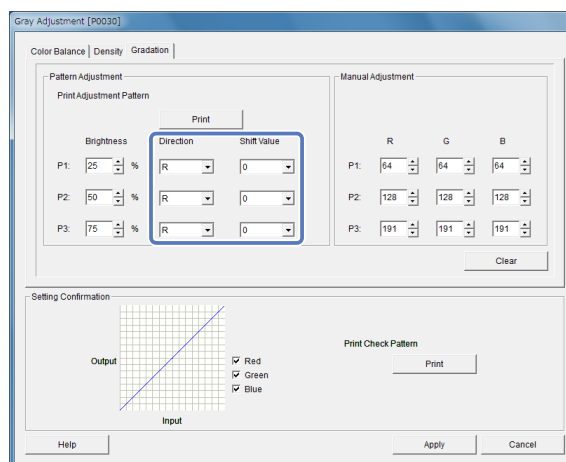 Gray Adjustment [P0030]
Color Balance Density Gradation
Pattern Adjustment
Print Adjustment Pattern
Print
Brightness Direction Shift Value
P1: 25 % R 0
P2: 50 % R 0
P3: 75 % R 0
Manual Adjustment
R G B
P1: 64 64 64
P2: 128 128 128
P3: 191 191 191
Clear
Setting Confirmation
Output
Input
Red
Green
Blue
Print Check Pattern
Print
Help Apply Cancel